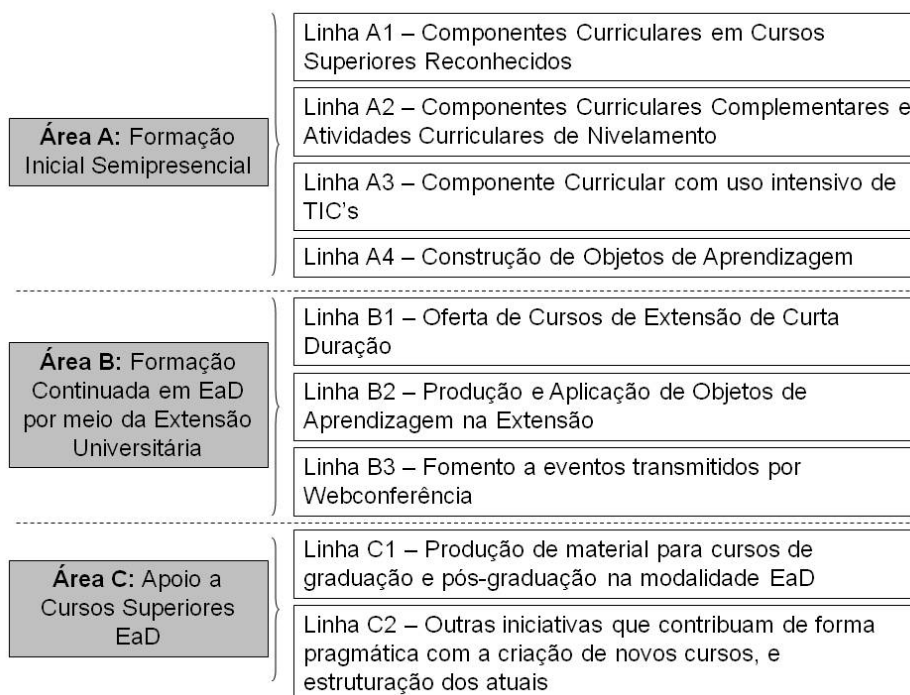 Área A: Formação
Inicial Semipresencial
Linha A1 – Componentes Curriculares em Cursos
Superiores Reconhecidos
Linha A2 – Componentes Curriculares Complementares e
Atividades Curriculares de Nivelamento
Linha A3 – Componente Curricular com uso intensivo de
TIC's
Linha A4 – Construção de Objetos de Aprendizagem
Área B: Formação
Continuada em EaD
por meio da Extensão
Universitária
Linha B1 – Oferta de Cursos de Extensão de Curta
Duração
Linha B2 – Produção e Aplicação de Objetos de
Aprendizagem na Extensão
Linha B3 – Fomento a eventos transmitidos por
Webconferência
Área C: Apoio a
Cursos Superiores
EaD
Linha C1 – Produção de material para cursos de
graduação e pós-graduação na modalidade EaD
Linha C2 – Outras iniciativas que contribuam de forma
pragmática com a criação de novos cursos, e
estruturação dos atuais